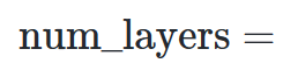 num_layers =